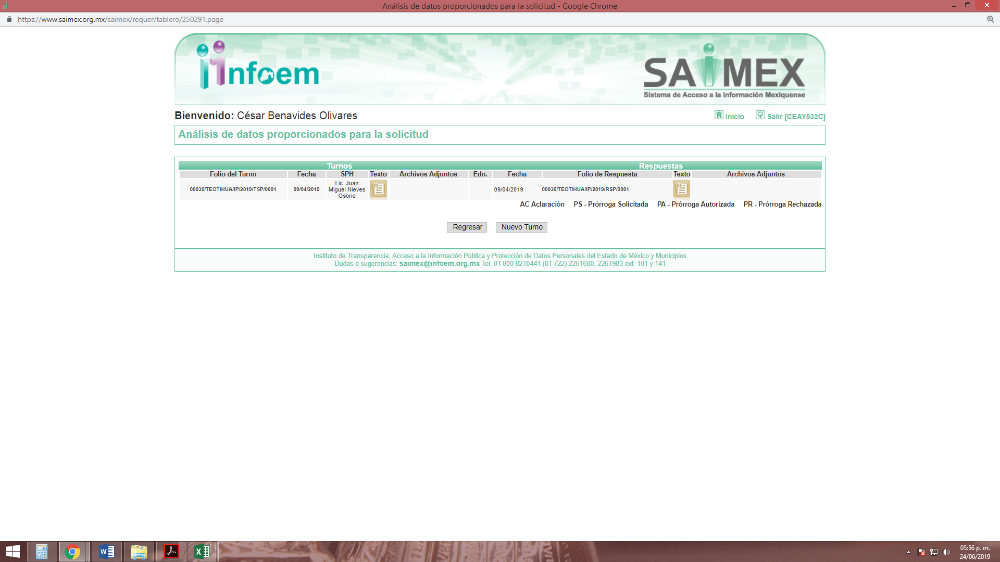 Análisis de datos proporcionados para la solicitud - Google Chrome
https://www.saimex.org.mx/saimex/requer/tablero/250291.page
infoem
SAIMEX
Sistema de Acceso a la Información Mexiquense
Bienvenido: César Benavides Olivares
Inicio Salir [CEAY532C]
Análisis de datos proporcionados para la solicitud
Turnos Respuestas
Folio del Turno Fecha SPH Texto Archivos Adjuntos Edo. Fecha Folio de Respuesta Texto Archivos Adjuntos
00030/TEOTIHUA/IP/2019/TSP/0001 09/04/2019 Lic. Juan Miguel Nieves Osorio 09/04/2019 00030/TEOTIHUA/IP/2019/RSP/0001
AC Aclaración PS - Prórroga Solicitada PA - Prórroga Autorizada PR - Prórroga Rechazada
Regresar Nuevo Turno
Instituto de Transparencia, Acceso a la Información Pública y Protección de Datos Personales del Estado de México y Municipios
Dudas o sugerencias: saimex@infoem.org.mx Tel. 01 800 8210441 (01 722) 2261680, 2261983 ext. 101 y 141
05:56 p. m.
24/06/2019